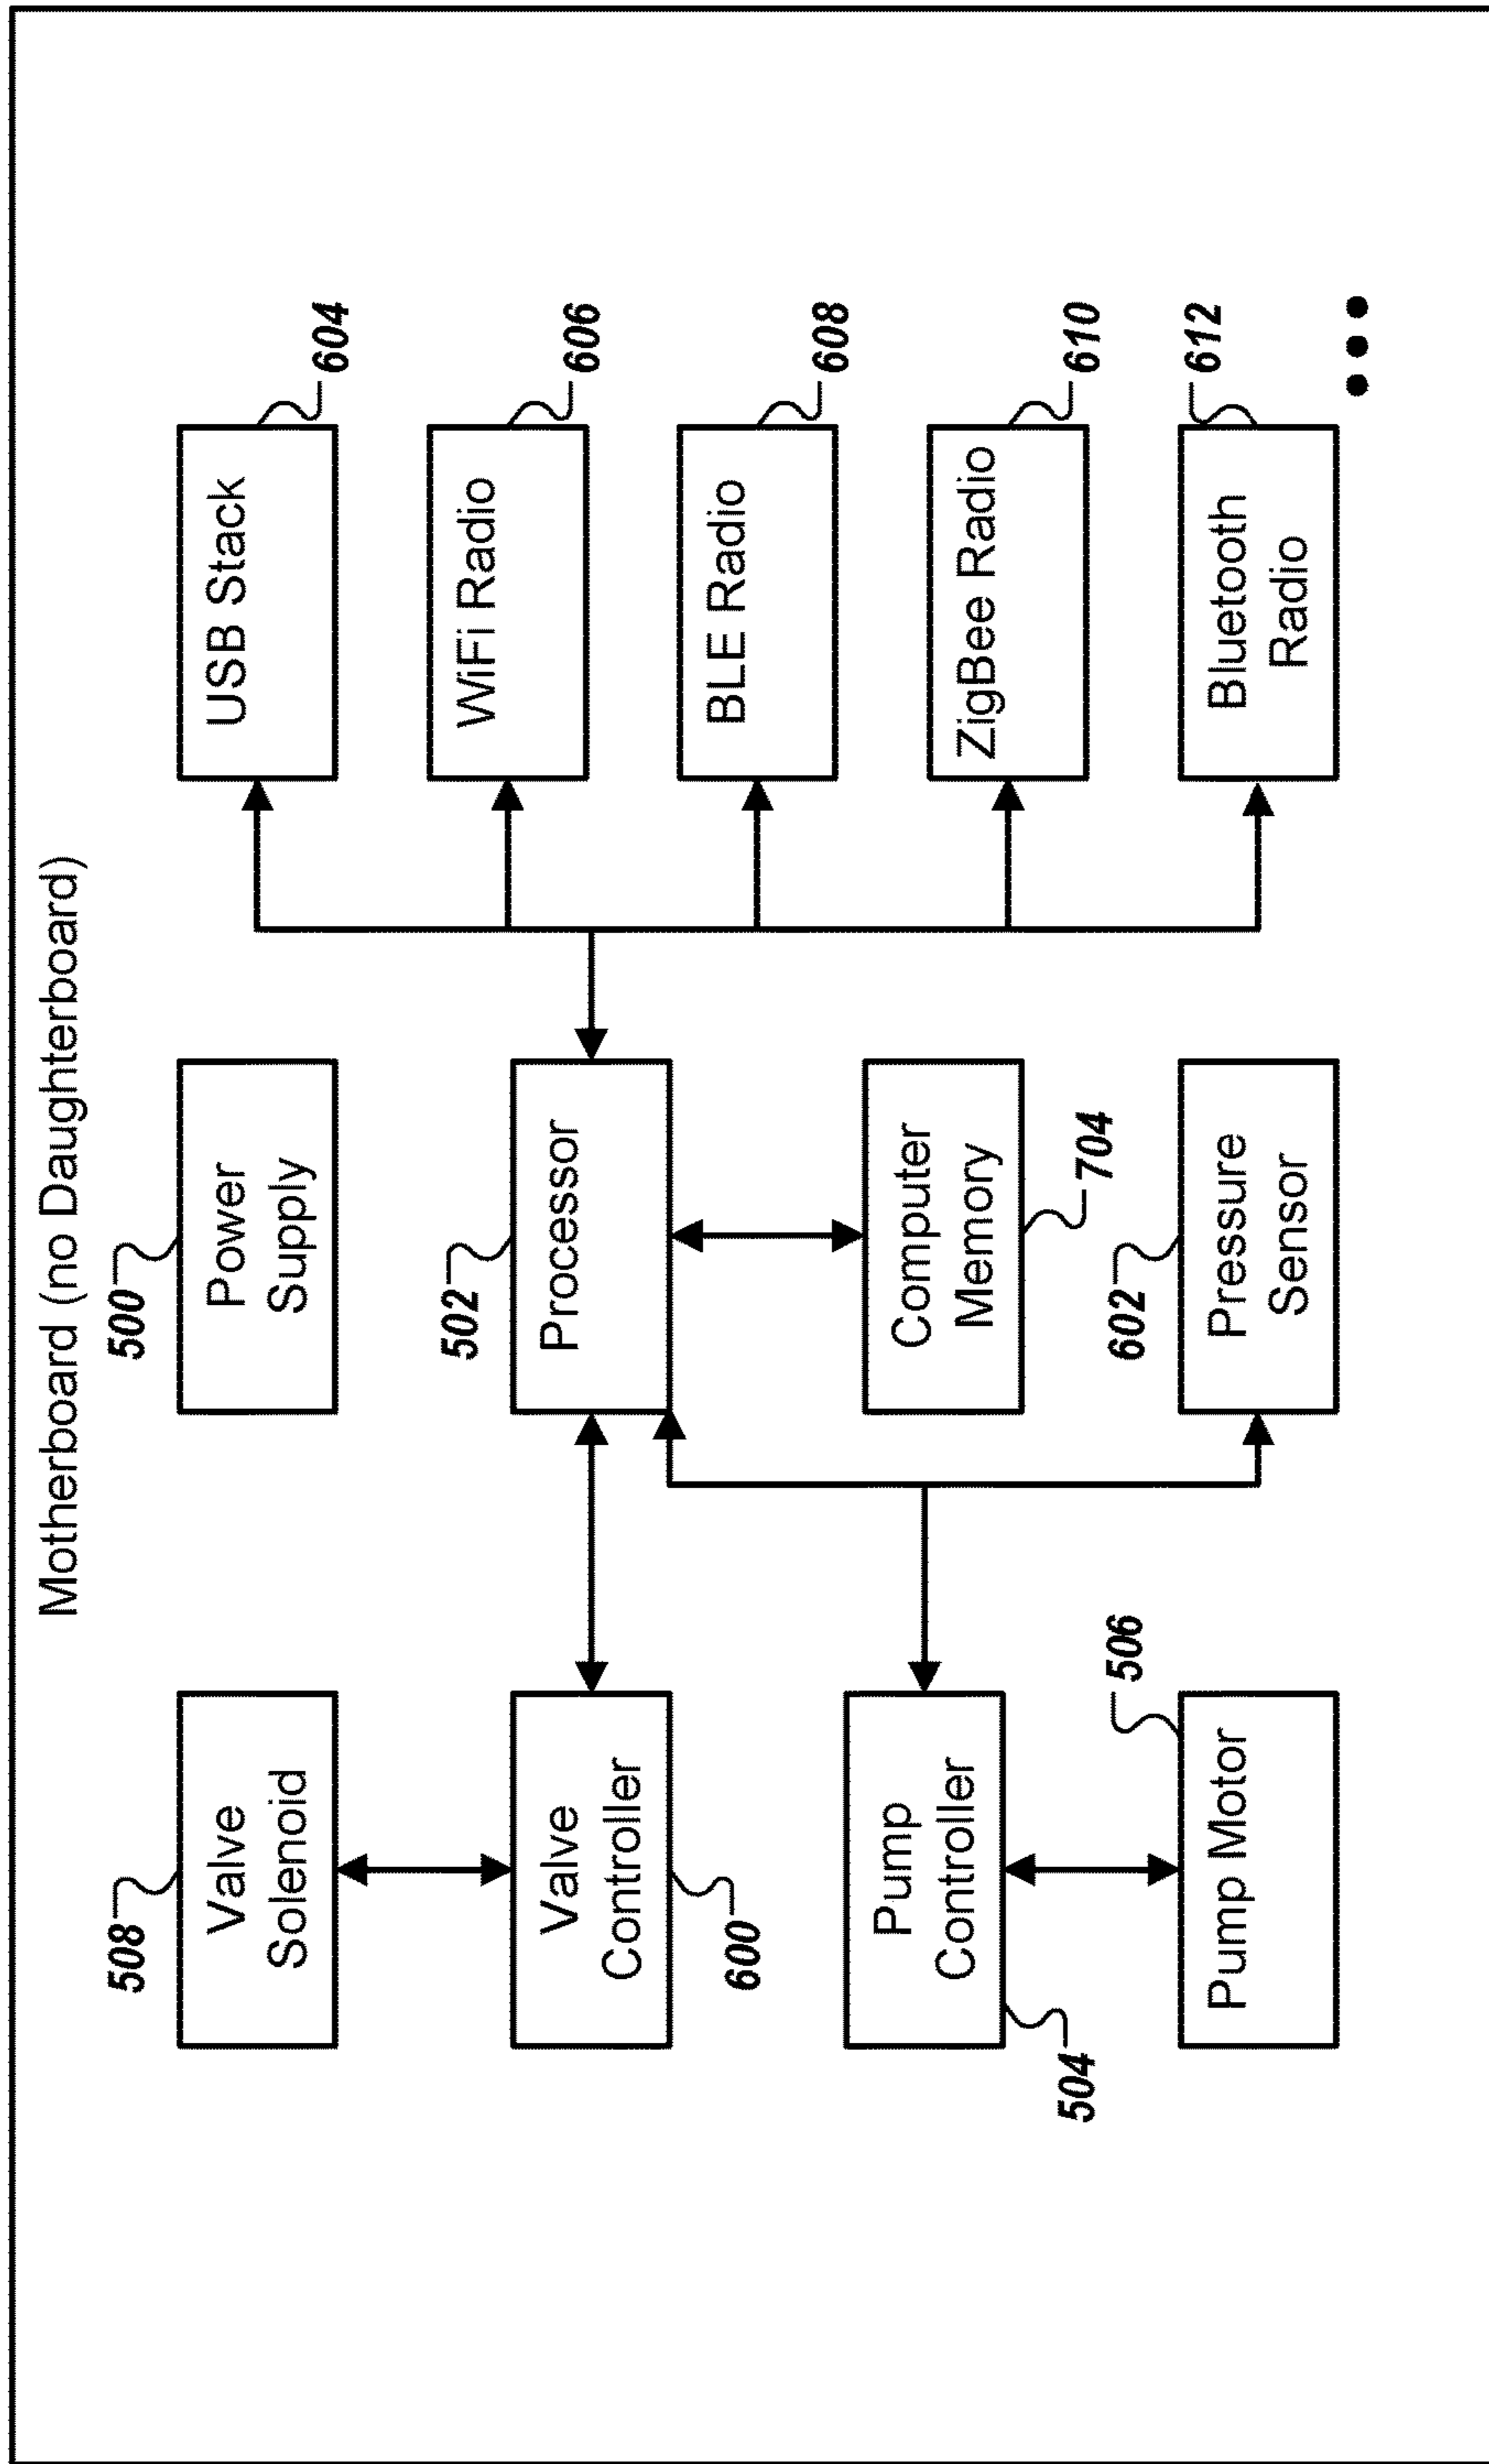 Motherboard (no Daughterboard)
508
Valve
Solenoid
500
Power
Supply
USB Stack
604
Valve
Controller
600
502
Processor
WiFi Radio
606
BLE Radio
608
Pump
Controller
504
Computer
Memory
704
ZigBee Radio
610
506
Pump Motor
602
Pressure
Sensor
612
Bluetooth
Radio